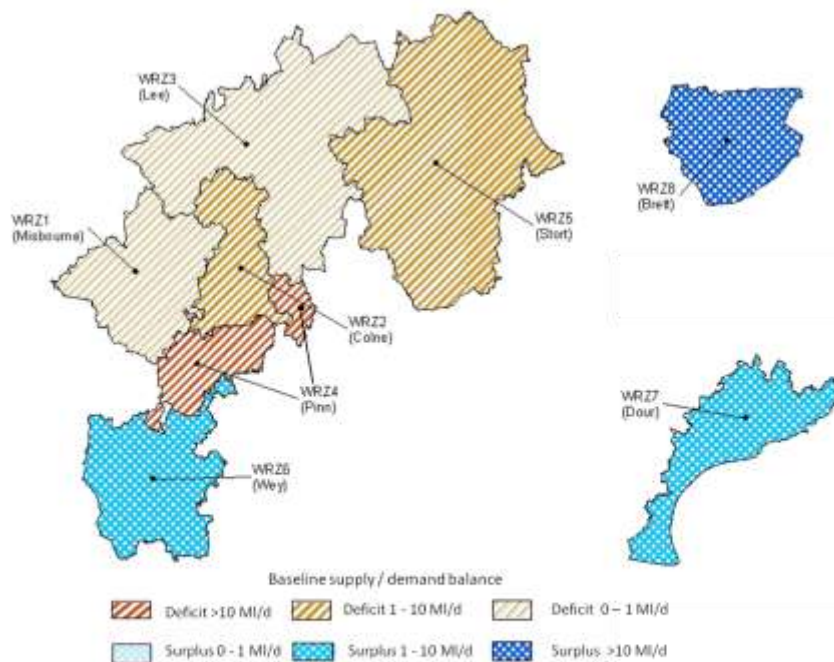 WRZ3
(Lee)
WRZ1
(Misbourne)
WRZ5
(Stort)
WRZ8
(Brett)
WRZ2
(Colne)
WRZ4
(Pinn)
WRZ7
(Dour)
WRZ6
(Wey)
Baseline supply / demand balance
Deficit >10 Ml/d
Deficit 1 - 10 Ml/d
Deficit 0 – 1 Ml/d
Surplus 0 - 1 Ml/d
Surplus 1 - 10 Ml/d
Surplus >10 Ml/d